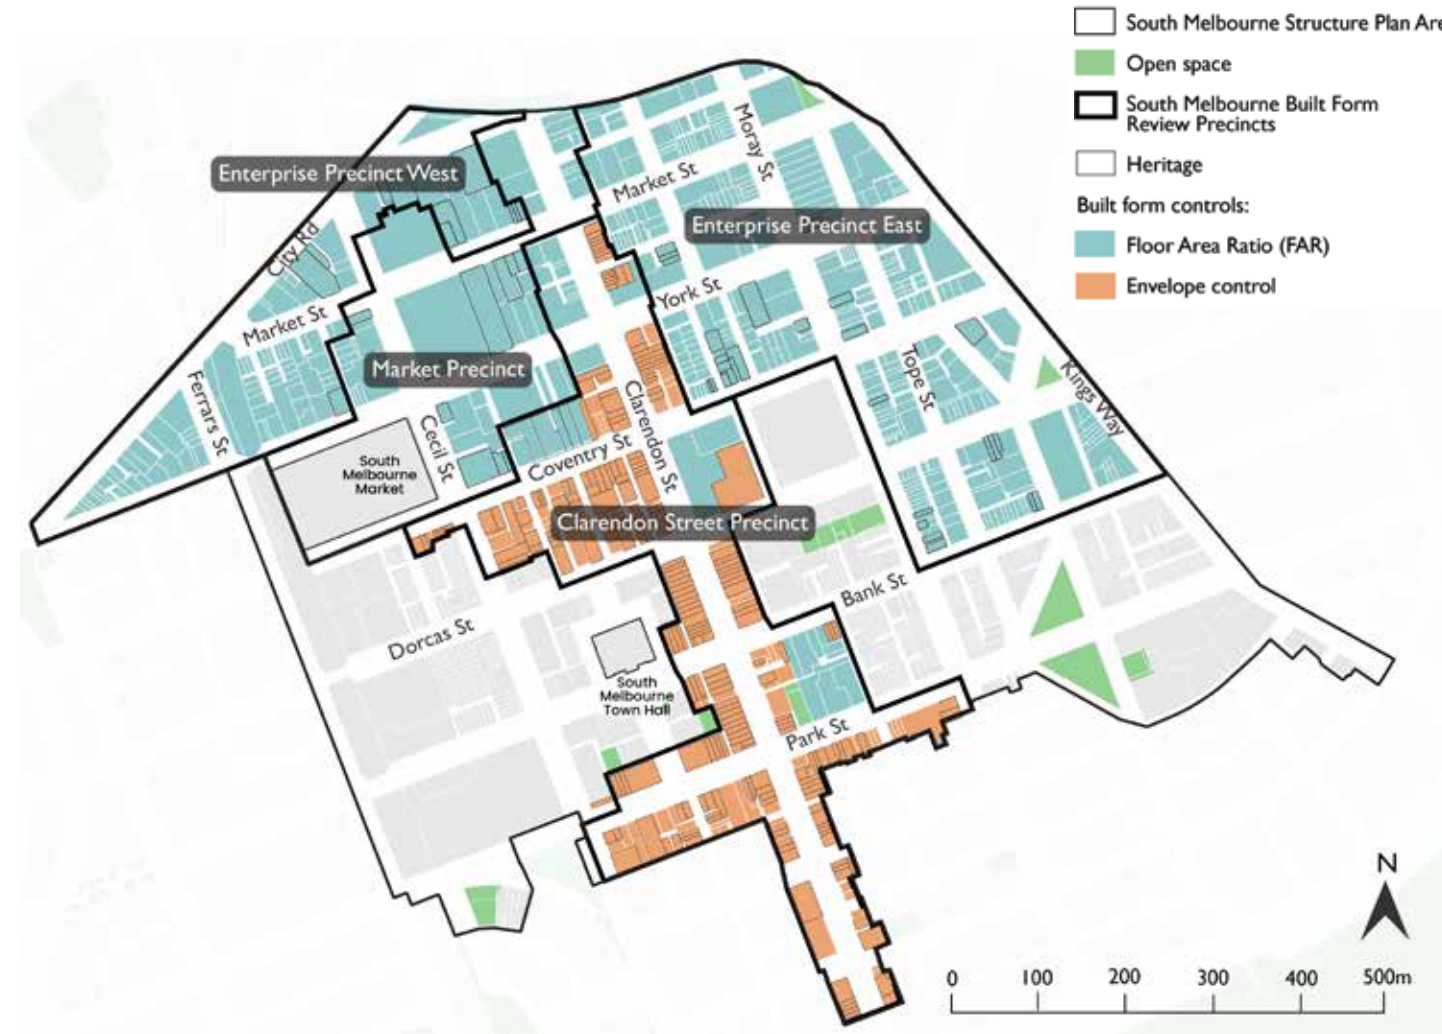 South Melbourne Structure Plan Are
Open space
South Melbourne Built Form
Review Precincts
Heritage
Built form controls:
Floor Area Ratio (FAR)
Envelope control
Moray St
Enterprise Precinct West
Market St
Enterprise Precinct East
City Rd
York St
Market St
Market Precinct
Tope St
Kings Way
Ferrars St
Clarendon St
Cecil St
Coventry St
South
Melbourne
Market
Clarendon Street Precinct
Bank St
Dorcas St
South
Melbourne
Town Hall
Park St
N
0 100 200 300 400 500m